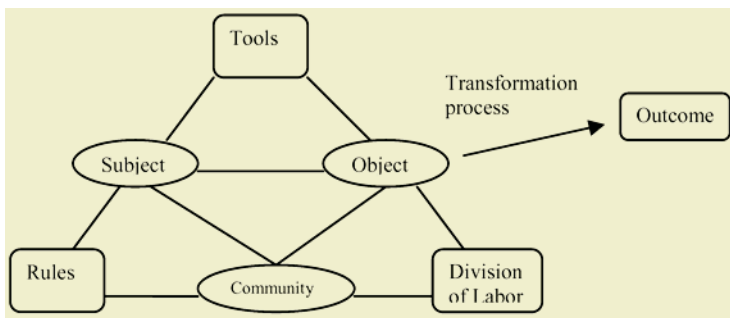 Tools
Transformation
process
Outcome
Subject
Object
Rules
Community
Division
of Labor